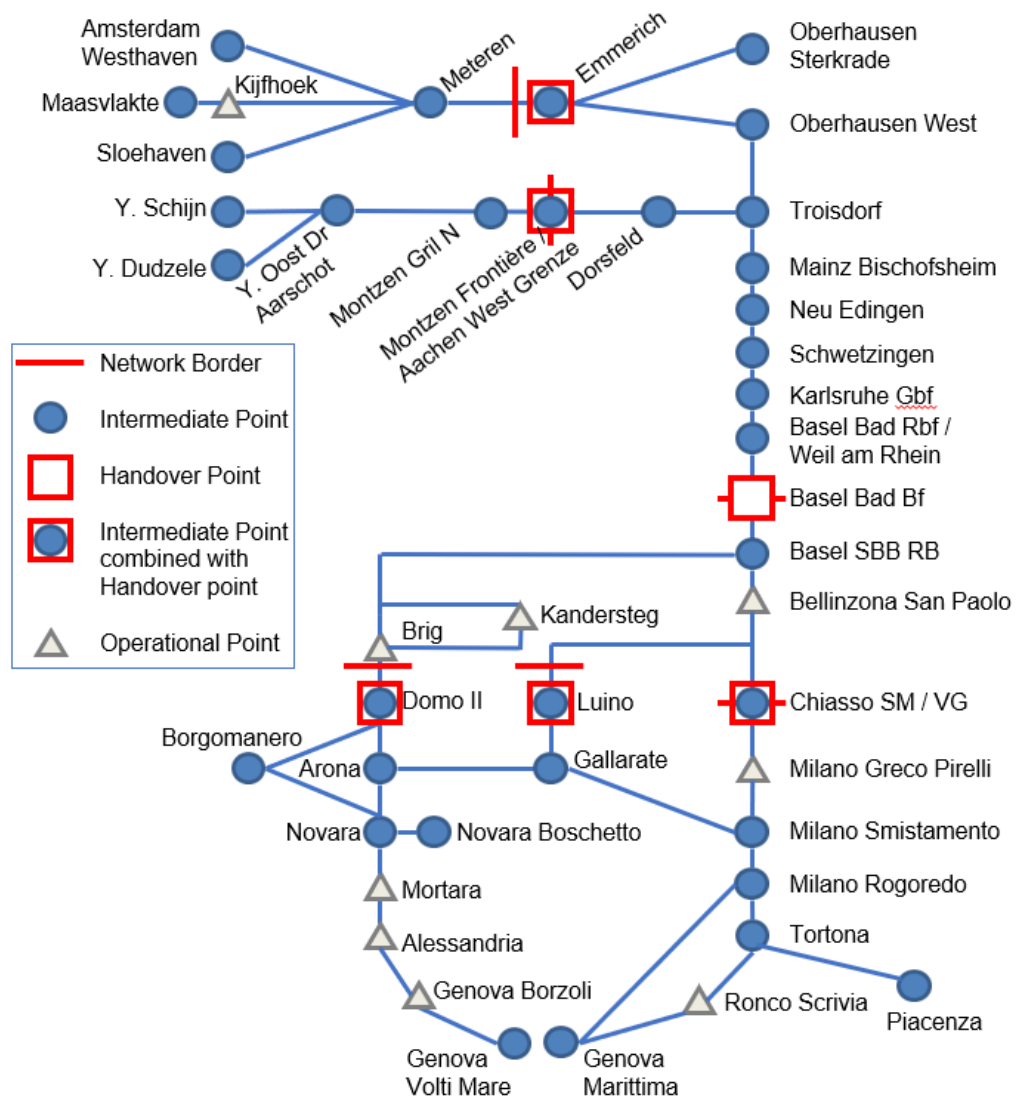 Amsterdam
Westhaven
Maasvlakte
Kijfhoek
Sloehaven
Meteren
Emmerich
Oberhausen
Sterkrade
Oberhausen West
Y. Schijn
Y. Dudzele
Y. Oost Dr
Aarschot
Montzen Gril N
Montzen Frontière /
Aachen West Grenze
Dorsfeld
Troisdorf
Mainz Bischofsheim
Neu Edingen
Schwetzingen
Karlsruhe Gbf
Basel Bad Rbf /
Weil am Rhein
Basel Bad Bf
Basel SBB RB
Bellinzona San Paolo
Network Border
Intermediate Point
Handover Point
Intermediate Point
combined with
Handover point
Operational Point
Kandersteg
Brig
Domo II
Luino
Chiasso SM / VG
Borgomanero
Arona
Gallarate
Milano Greco Pirelli
Novara
Novara Boschetto
Milano Smistamento
Mortara
Milano Rogoredo
Alessandria
Tortona
Genova Borzoli
Ronco Scrivia
Piacenza
Genova
Volti Mare
Genova
Marittima